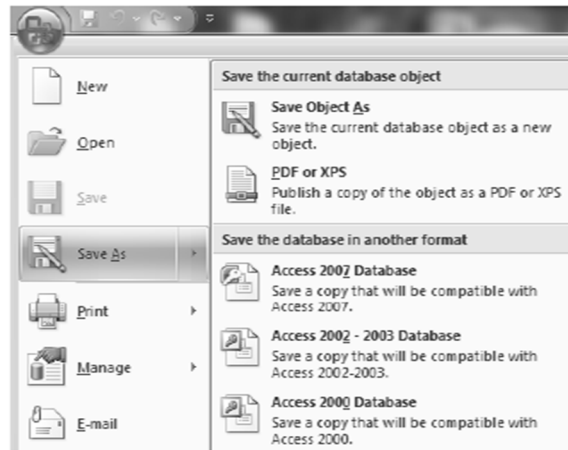 New
Open
Save
Save As
Print
Manage
E-mail
Save the current database object
Save Object As
Save the current database object as a new
object.
PDF or XPS
Publish a copy of the object as a PDF or XPS
file.
Save the database in another format
Access 2007 Database
Save a copy that will be compatible with
Access 2007.
Access 2002 - 2003 Database
Save a copy that will be compatible with
Access 2002-2003.
Access 2000 Database
Save a copy that will be compatible with
Access 2000.